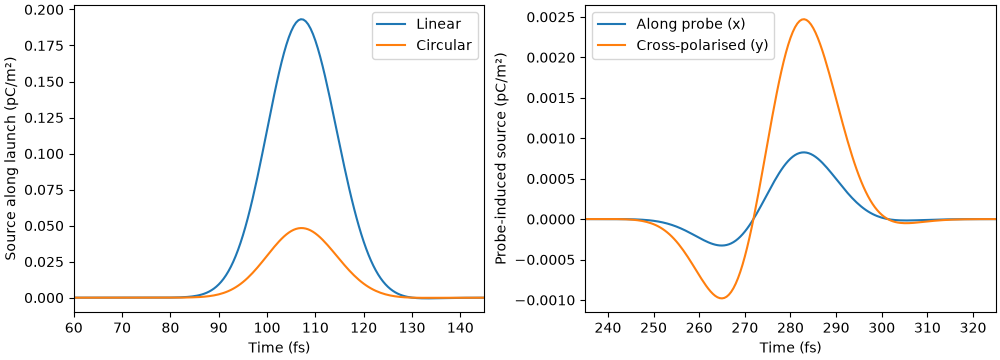 Source along launch (pC/m²)
0.200
0.175
0.150
0.125
0.100
0.075
0.050
0.025
0.000
Linear
Circular
60 70 80 90 100 110 120 130 140
Time (fs)
Probe-induced source (pC/m²)
0.0025
0.0020
0.0015
0.0010
0.0005
0.0000
−0.0005
−0.0010
Along probe (x)
Cross-polarised (y)
240 250 260 270 280 290 300 310 320
Time (fs)